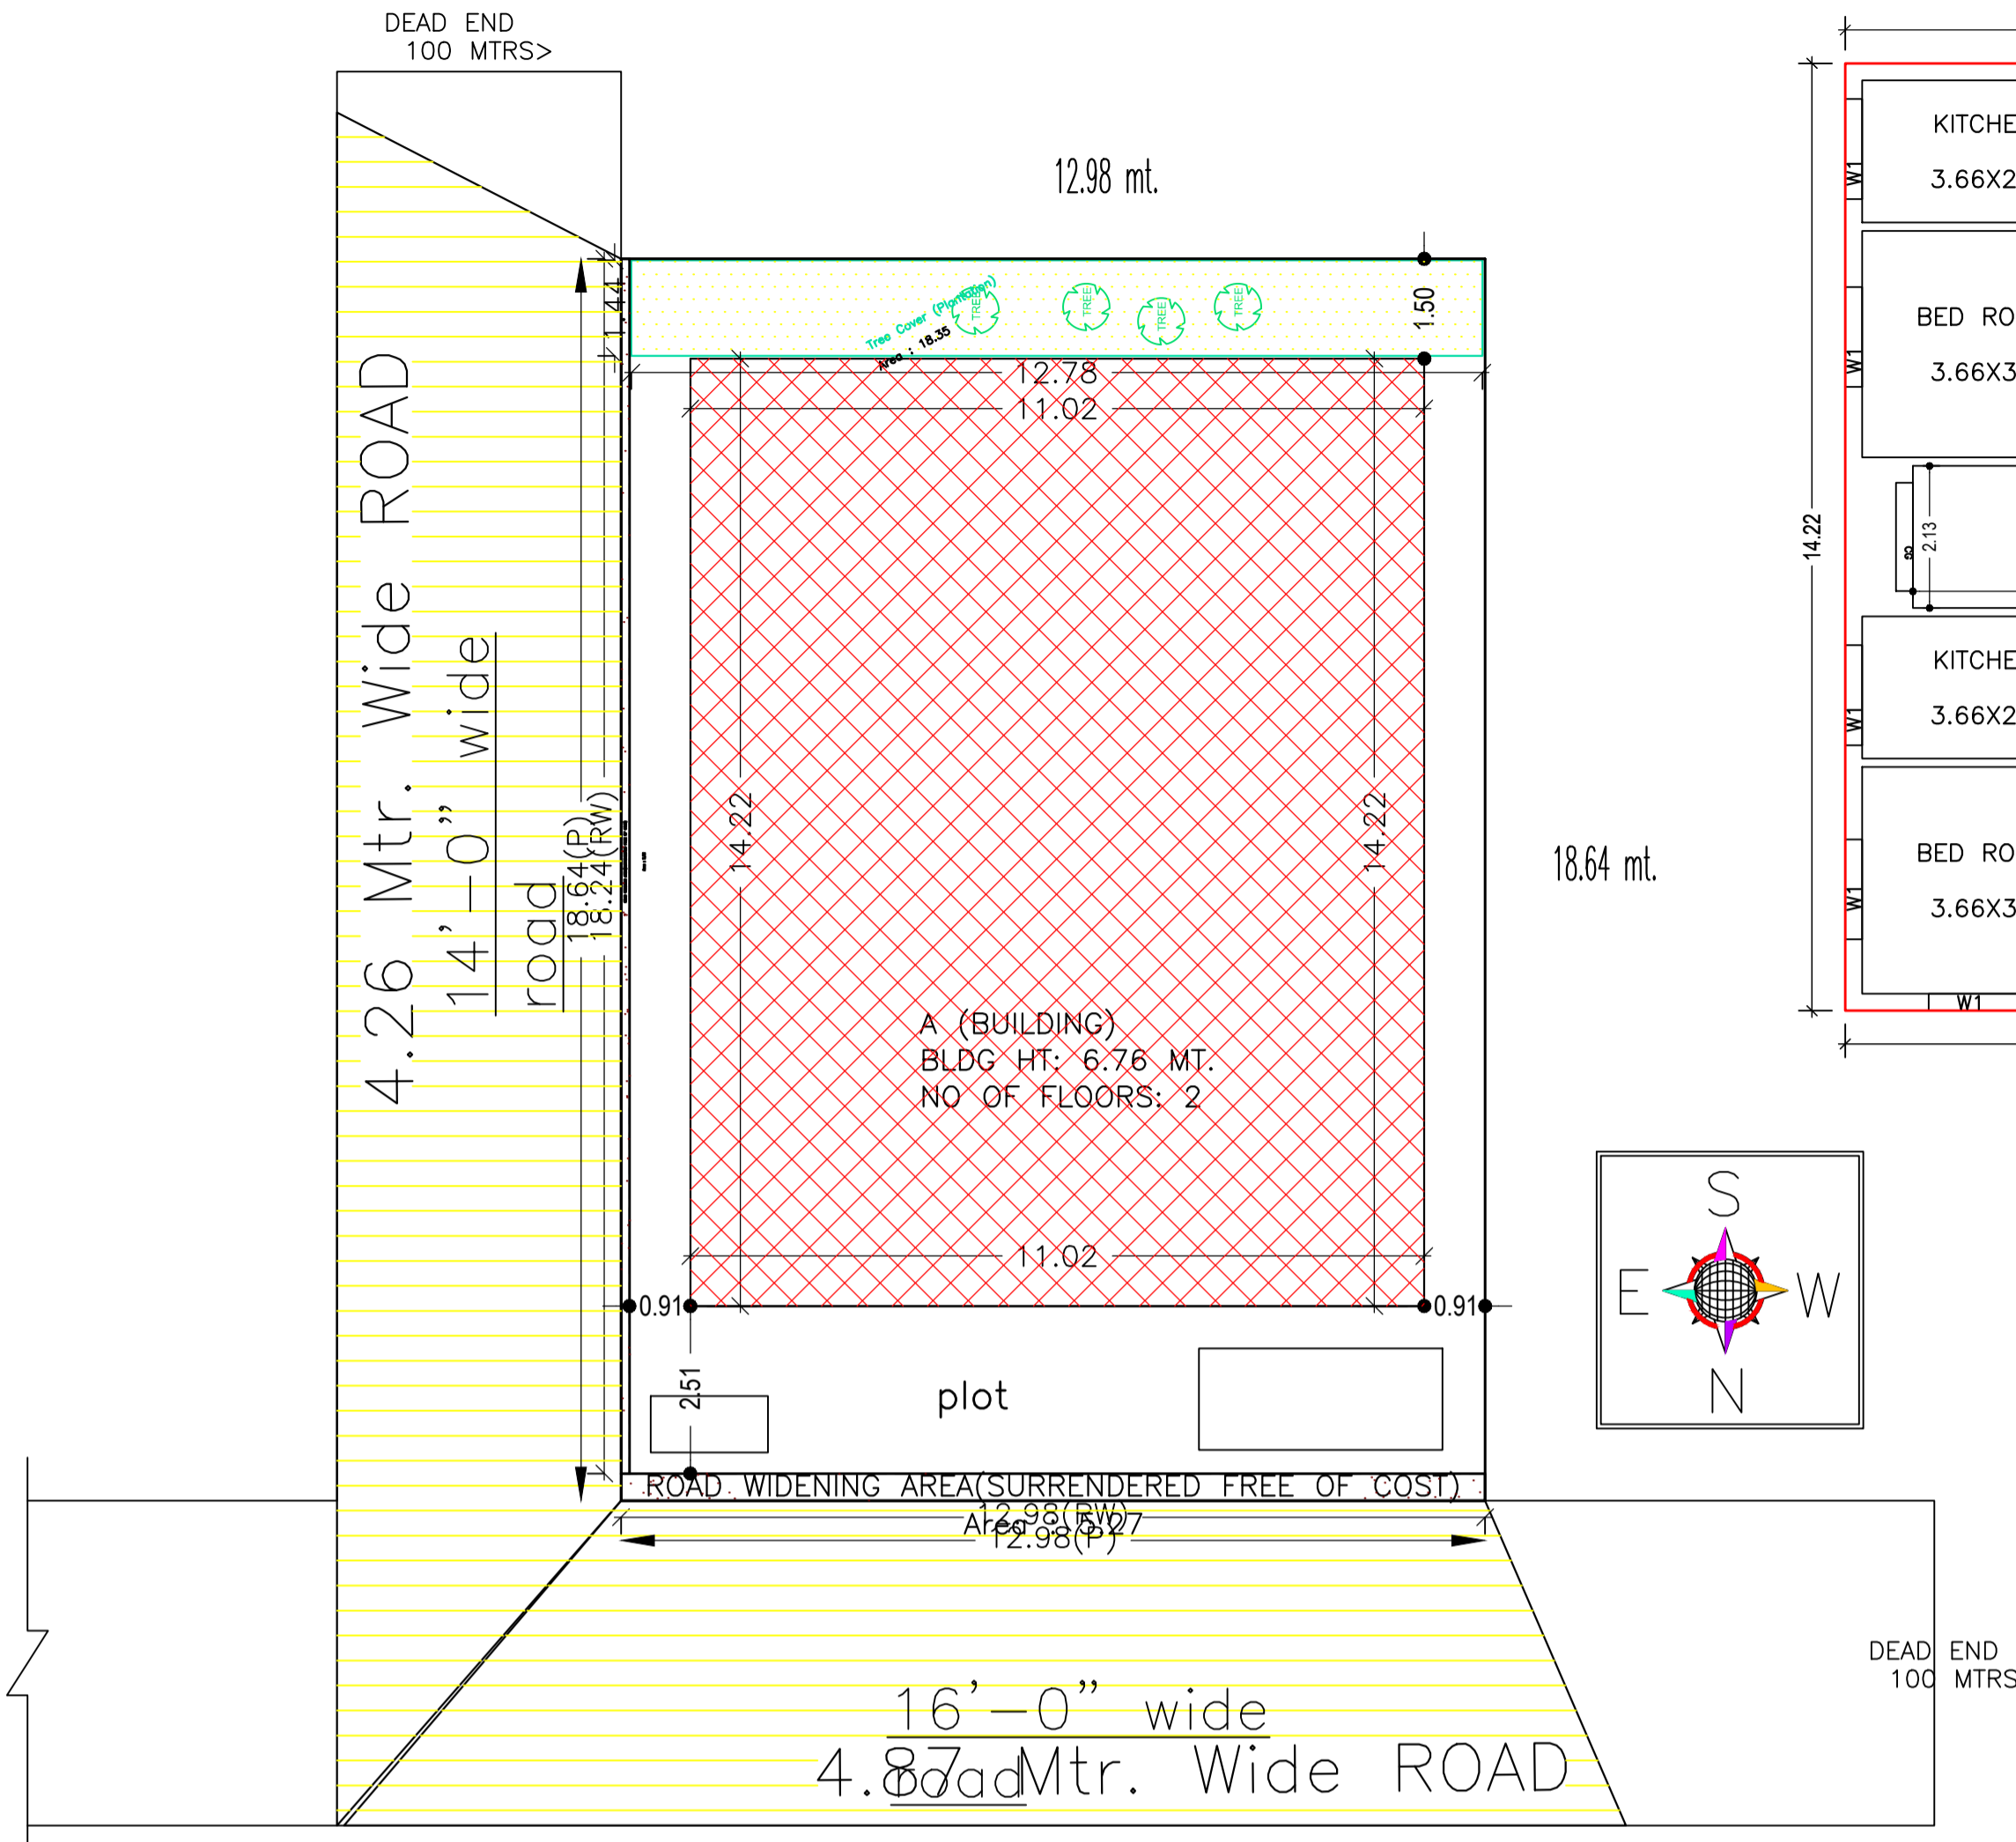 DEAD END
100 MTRS>
12.98 mt.
1.44
Tree Cover (Plantation)
Area : 18.35
TREE
TREE
TREE
TREE
1.50
12.78
11.02
4.26 Mtr. Wide ROAD
14'-0" wide
road
18.64(P)
18.24(RW)
14.22
14.22
18.64 mt.
A (BUILDING)
BLDG HT: 6.76 MT.
NO OF FLOORS: 2
11.02
0.91
0.91
2.51
plot
ROAD WIDENING AREA(SURRENDERED FREE OF COST)
12.98(RW)
Area : 5.27
12.98(P)
16'-0" wide
road
4.87 Mtr. Wide ROAD
S
E
W
N
DEAD END
100 MTRS
14.22
KITCHE
3.66X2
W1
BED RO
3.66X3
W1
2.13
CG
KITCHE
3.66X2
W1
BED RO
3.66X3
W1
W1